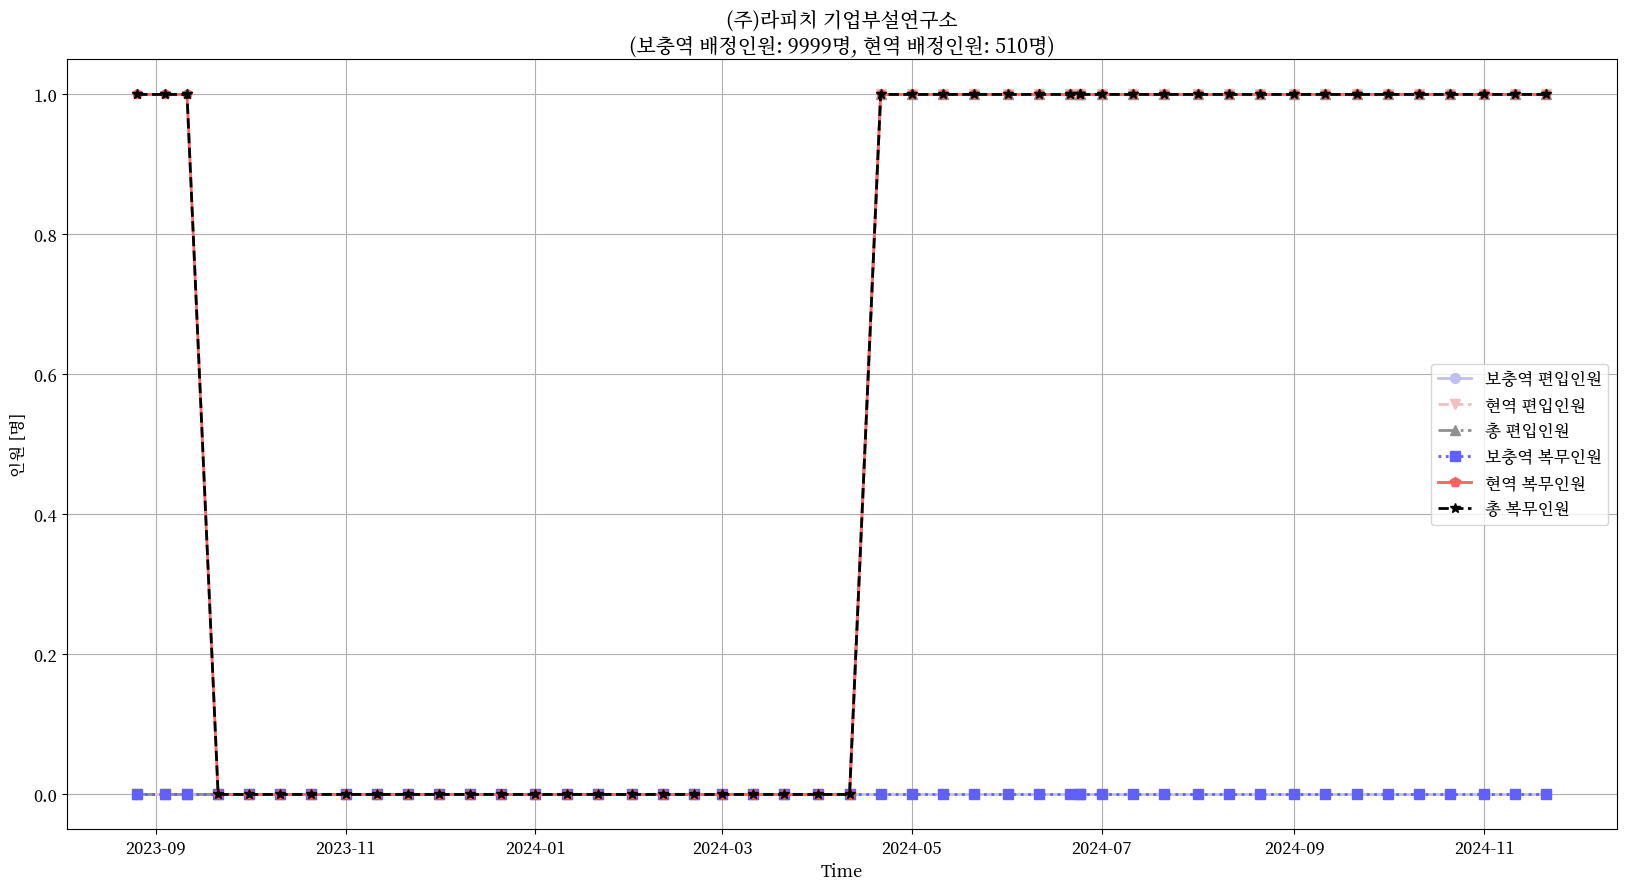 (주)라피치 기업부설연구소
(보충역 배정인원: 9999명, 현역 배정인원: 510명)
1.0
0.8
0.6
0.4
0.2
0.0
인원 [명]
보충역 편입인원
현역 편입인원
총 편입인원
보충역 복무인원
현역 복무인원
총 복무인원
2023-09
2023-11
2024-01
2024-03
2024-05
2024-07
2024-09
2024-11
Time